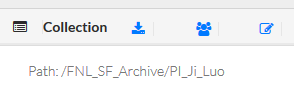 Collection
Path: /FNL_SF_Archive/PI_Ji_Luo